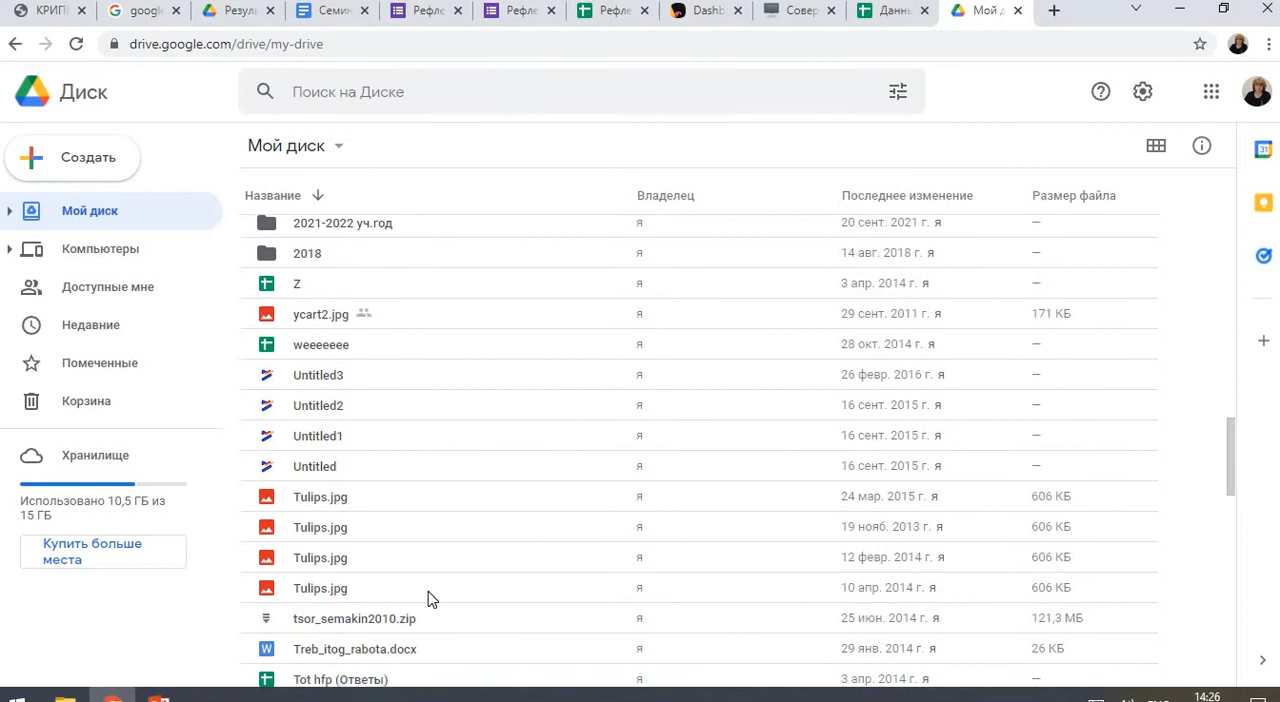 КРИПІ
google
Резул
Семин
Рефле
Рефле
Рефле
Dashb
Совер
Даннь
Мой д
drive.google.com/drive/my-drive
Диск
Поиск на Диске
Создать
Мой диск
Название
Владелец
Последнее изменение
Размер файла
Мой диск
Компьютеры
Доступные мне
Недавние
Помеченные
Корзина
Хранилище
Использовано 10,5 ГБ из
15 ГБ
Купить больше
места
2021-2022 уч.год я 20 сент. 2021 г. я —
2018 я 14 авг. 2018 г. я —
Z я 3 апр. 2014 г. я —
ycart2.jpg я 29 сент. 2011 г. я 171 КБ
weeeeeee я 28 окт. 2014 г. я —
Untitled3 я 26 февр. 2016 г. я —
Untitled2 я 16 сент. 2015 г. я —
Untitled1 я 16 сент. 2015 г. я —
Untitled я 16 сент. 2015 г. я —
Tulips.jpg я 24 мар. 2015 г. я 606 КБ
Tulips.jpg я 19 нояб. 2013 г. я 606 КБ
Tulips.jpg я 12 февр. 2014 г. я 606 КБ
Tulips.jpg я 10 апр. 2014 г. я 606 КБ
tsor_semakin2010.zip я 25 июн. 2014 г. я 121,3 МБ
Treb_itog_rabota.docx я 29 янв. 2014 г. я 26 КБ
Tot hfp (Ответы) я 3 апр. 2014 г. я —
31
14:26